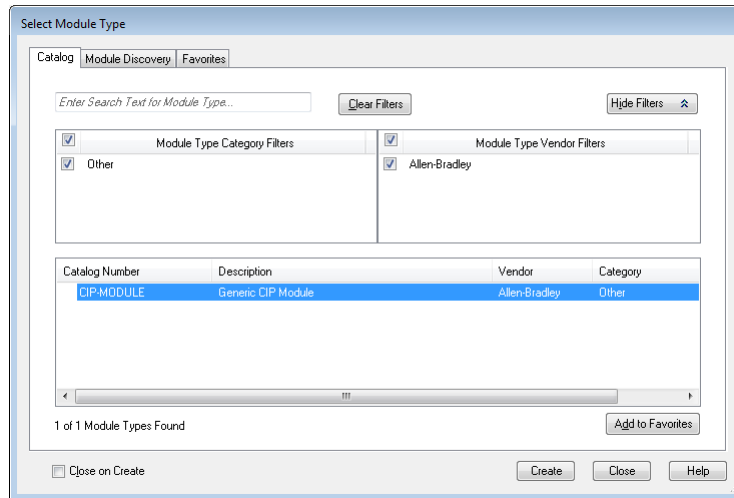 Select Module Type
Catalog Module Discovery Favorites
Enter Search Text for Module Type... Clear Filters Hide Filters
Module Type Category Filters Module Type Vendor Filters
Other Allen-Bradley
Catalog Number Description Vendor Category
CIP-MODULE Generic CIP Module Allen-Bradley Other
1 of 1 Module Types Found Add to Favorites
Close on Create Create Close Help